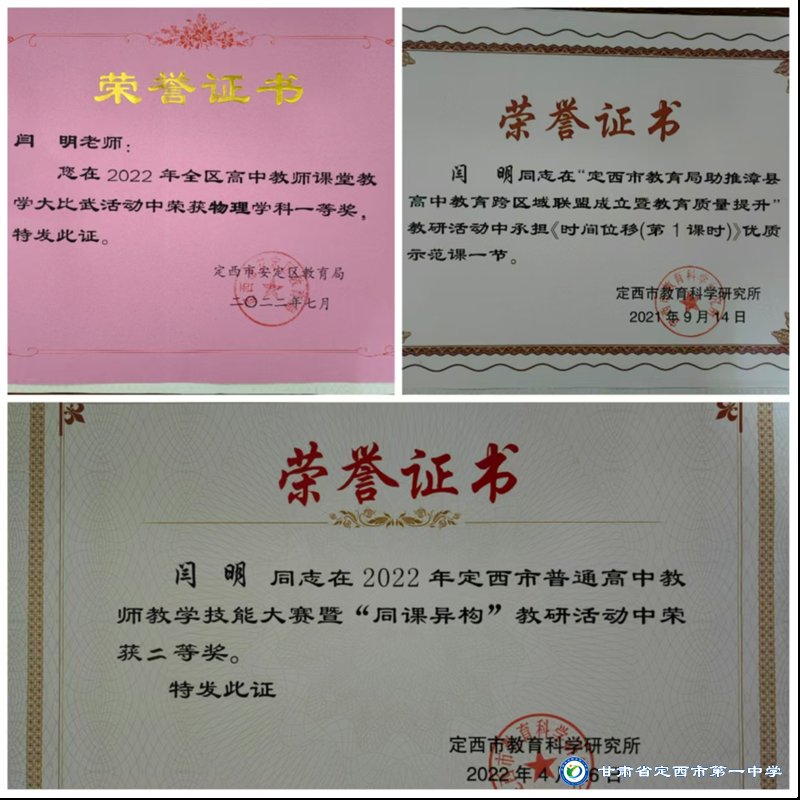 荣誉证书
闫 明老师:
您在2022年全区高中教师课堂教
学大比武活动中荣获物理学科一等奖,
特发此证。
定西市安定区教育局
二〇二二年七月
荣誉证书
闫 明同志在“定西市教育局助推漳县
高中教育跨区域联盟成立暨教育质量提升”
教研活动中承担《时间位移(第1课时)》优质
示范课一节。
定西市教育科学研究所
2021年9月14日
荣誉证书
闫 明 同志在2022年定西市普通高中教
师教学技能大赛暨“同课异构”教研活动中荣
获二等奖。
特发此证
定西市教育科学研究所
2022年4月 6日
甘肃省定西市第一中学